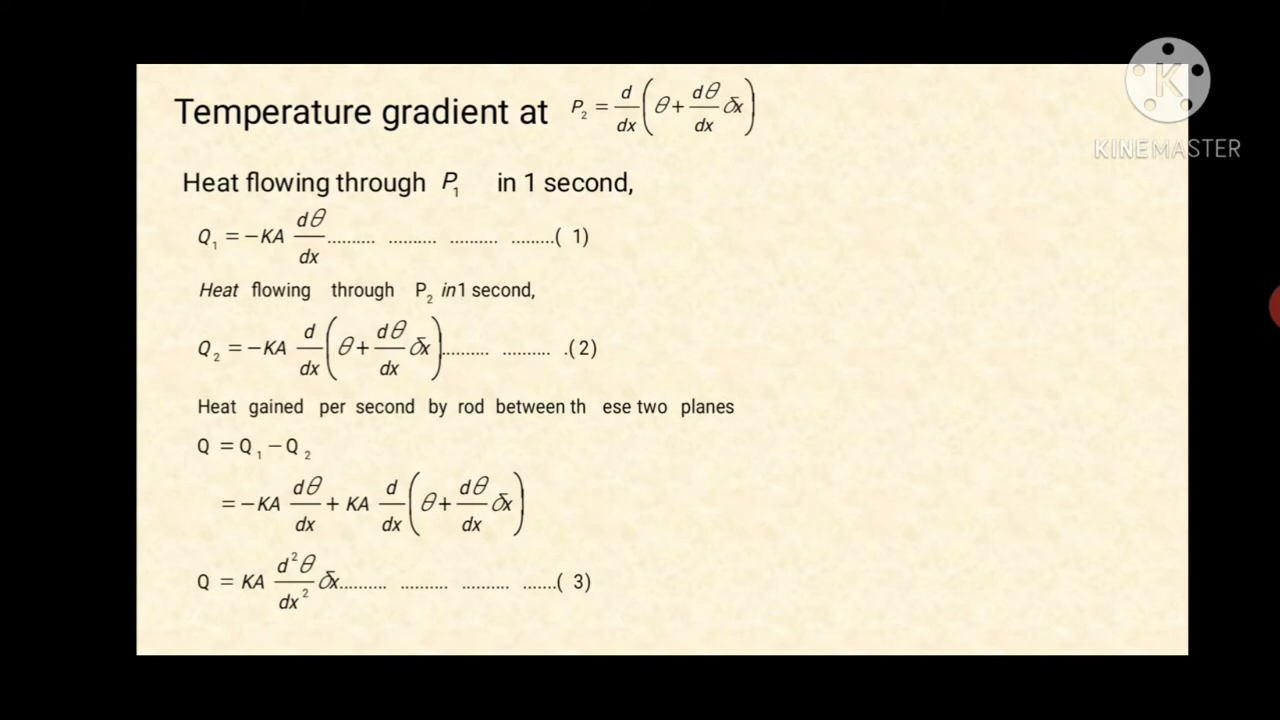 Temperature gradient at P₂ = d/dx (θ + dθ/dx δx)
KINEMASTER
Heat flowing through P₁ in 1 second,
Q₁ = −KA dθ/dx .......... .......... .......... .........( 1)
Heat flowing through P₂ in1 second,
Q₂ = −KA d/dx (θ + dθ/dx δx) .......... .......... .(2)
Heat gained per second by rod between th ese two planes
Q = Q₁ − Q₂
= −KA dθ/dx + KA d/dx (θ + dθ/dx δx)
Q = KA d²θ/dx² δx.......... .......... .......... .......( 3)